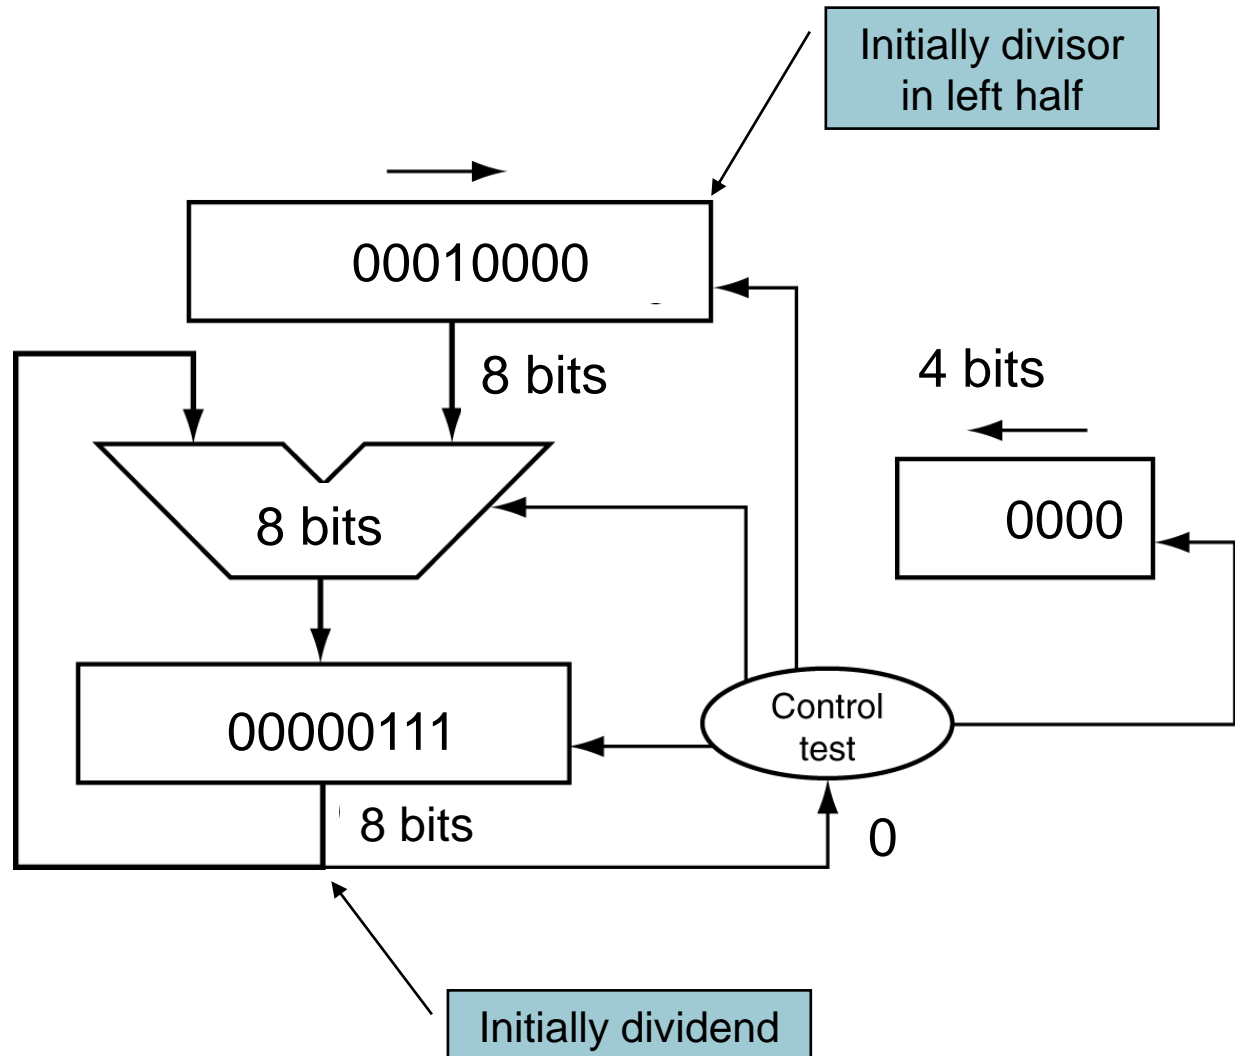 Initially divisor
in left half
00010000
8 bits
4 bits
8 bits
0000
00000111
Control
test
8 bits
0
Initially dividend